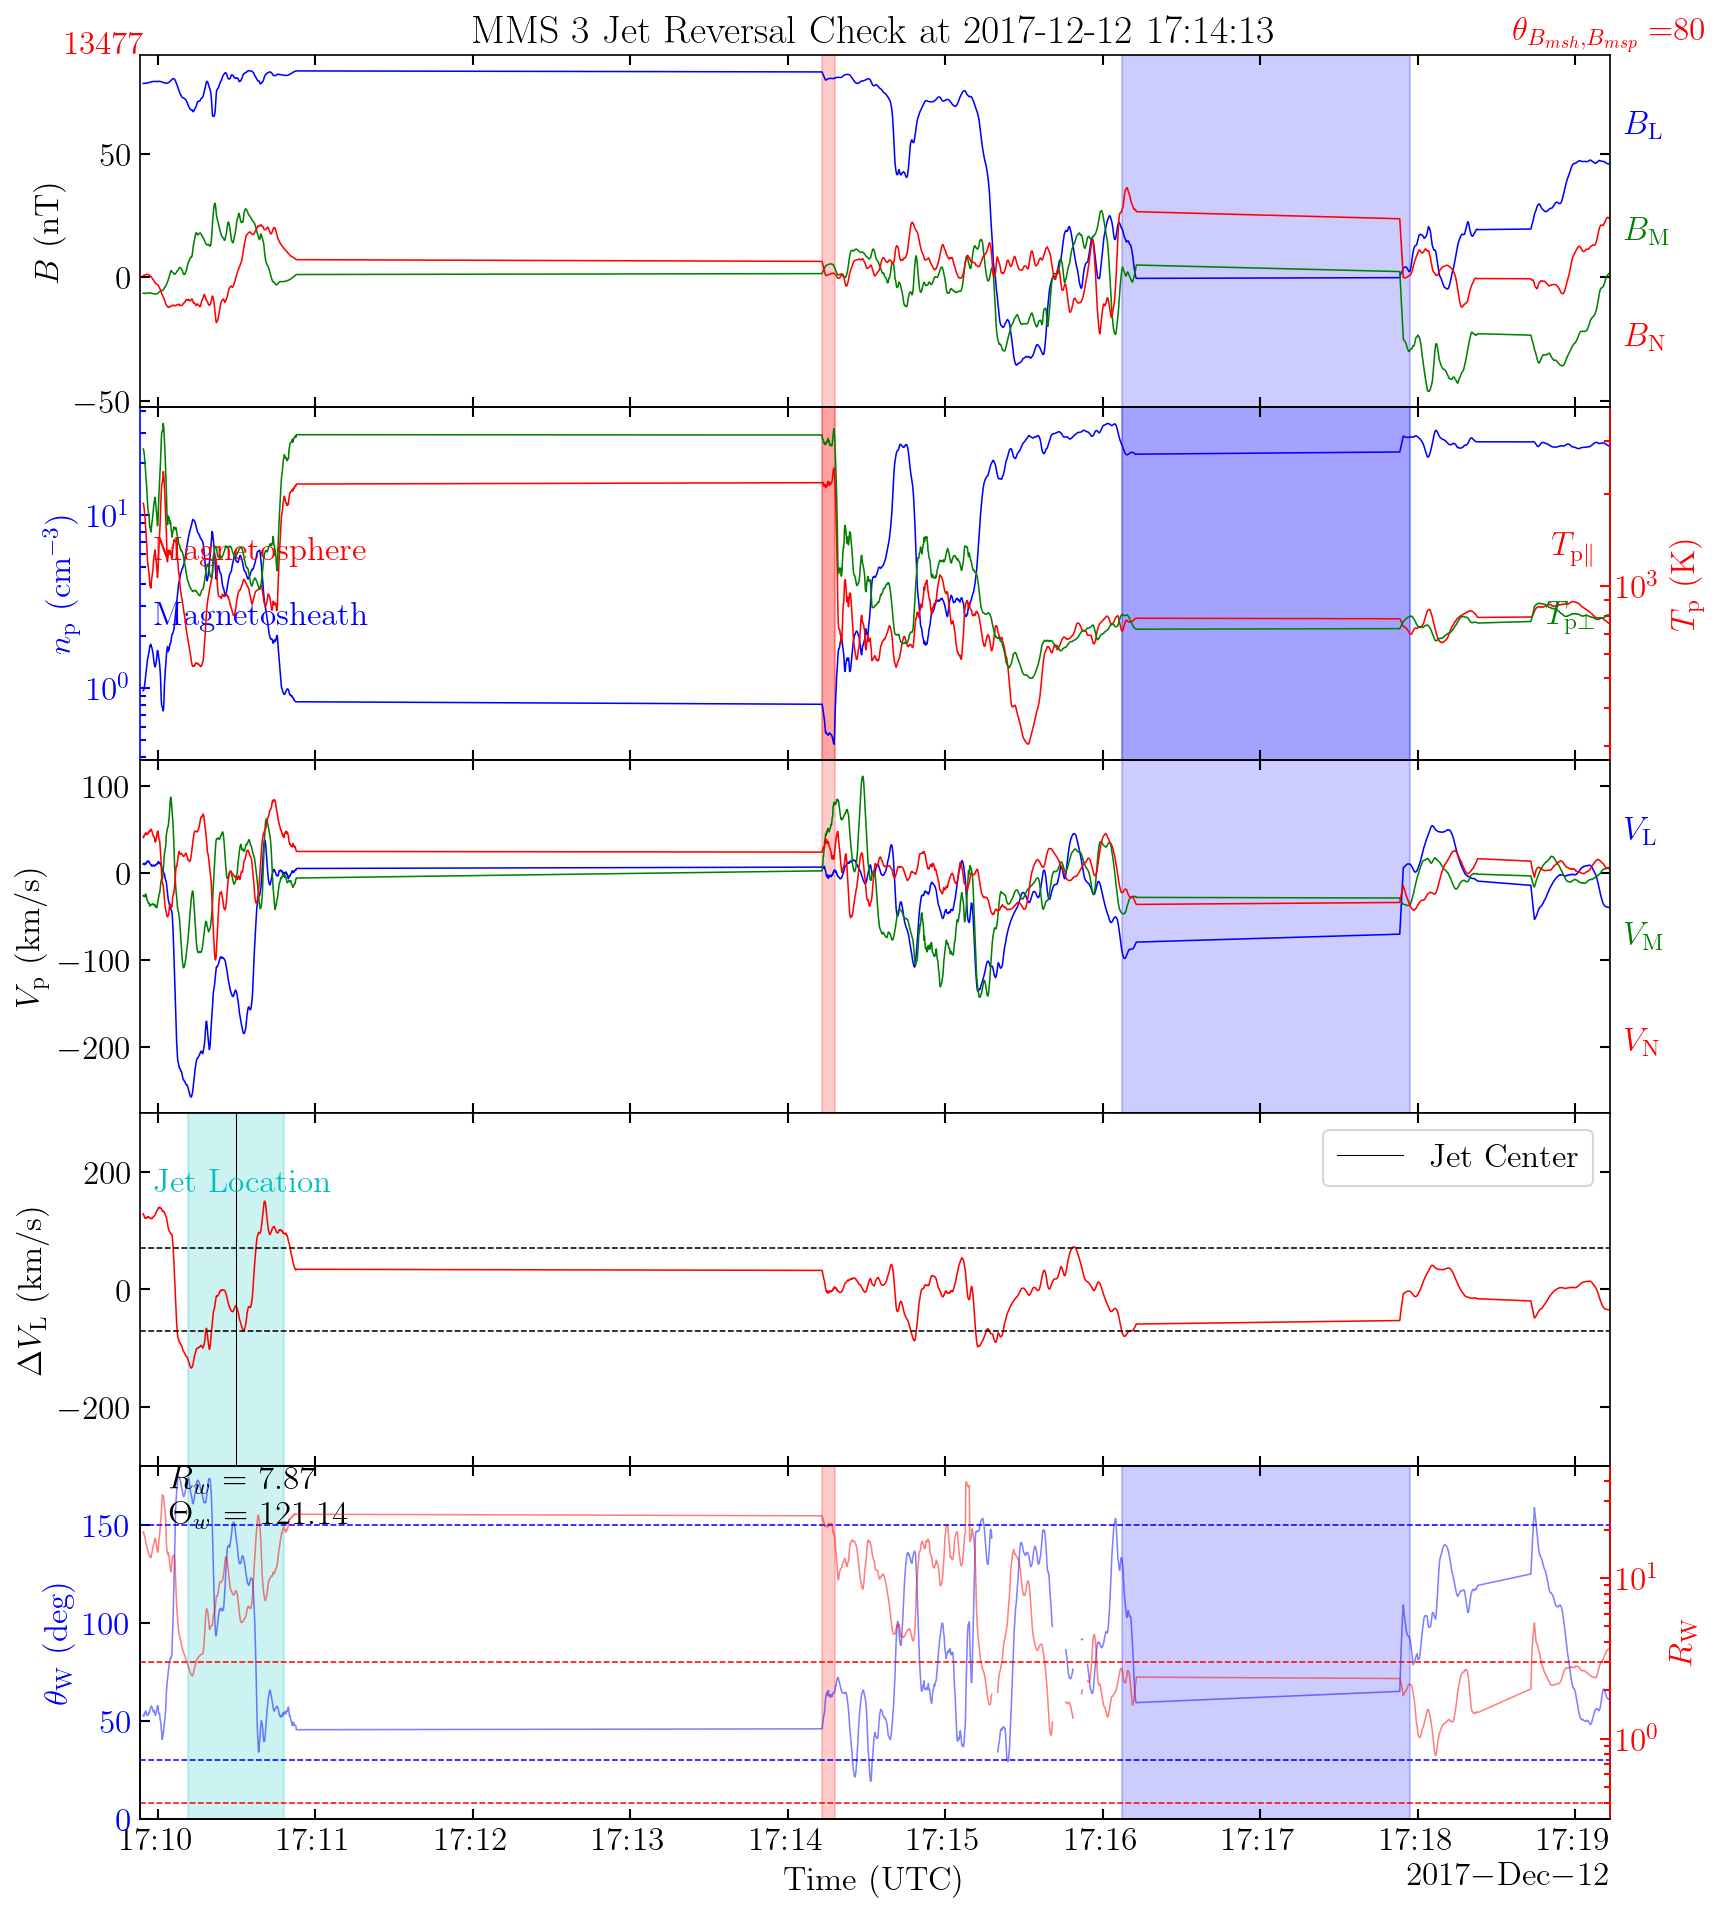 MMS 3 Jet Reversal Check at 2017-12-12 17:14:13
13477
θ_{B_{msh},B_{msp}} =80
50
0
−50
B (nT)
B_L
B_M
B_N
10^1
10^0
n_p (cm^{−3})
Magnetosphere
Magnetosheath
T_{p∥}
T_{p⊥}
10^3
T_p (K)
100
0
−100
−200
V_p (km/s)
V_L
V_M
V_N
200
0
−200
ΔV_L (km/s)
Jet Location
Jet Center
R_w = 7.87
Θ_w = 121.14
150
100
50
0
θ_W (deg)
10^1
10^0
R_W
17:10 17:11 17:12 17:13 17:14 17:15 17:16 17:17 17:18 17:19
Time (UTC)
2017−Dec−12